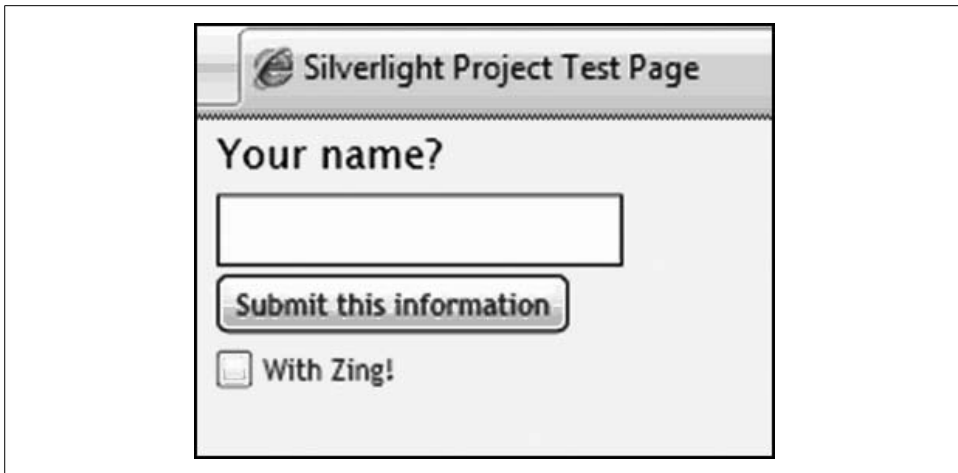 Silverlight Project Test Page
Your name?
Submit this information
With Zing!